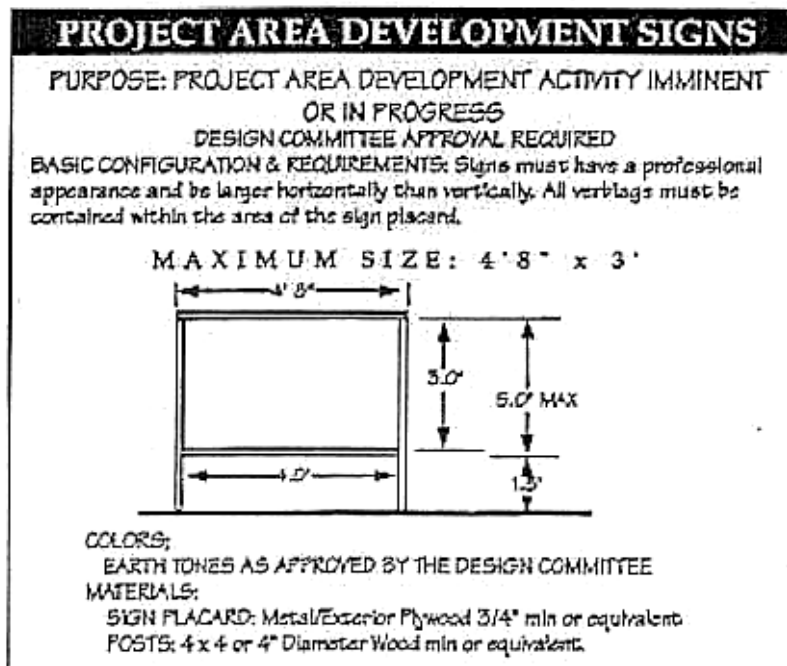 PROJECT AREA DEVELOPMENT SIGNS
PURPOSE: PROJECT AREA DEVELOPMENT ACTIVITY IMMINENT
OR IN PROGRESS
DESIGN COMMITTEE APPROVAL REQUIRED
BASIC CONFIGURATION & REQUIREMENTS: Signs must have a professional
appearance and be larger horizontally than vertically. All verbiage must be
contained within the area of the sign placard.
MAXIMUM SIZE: 4'8" x 3'
4' 8"
3.0'
5.0' MAX
4.0'
COLORS:
EARTH TONES AS APPROVED BY THE DESIGN COMMITTEE
MATERIALS:
SIGN PLACARD: Metal/Exterior Plywood 3/4" min or equivalent
POSTS: 4 x 4 or 4" Diameter Wood min or equivalent.